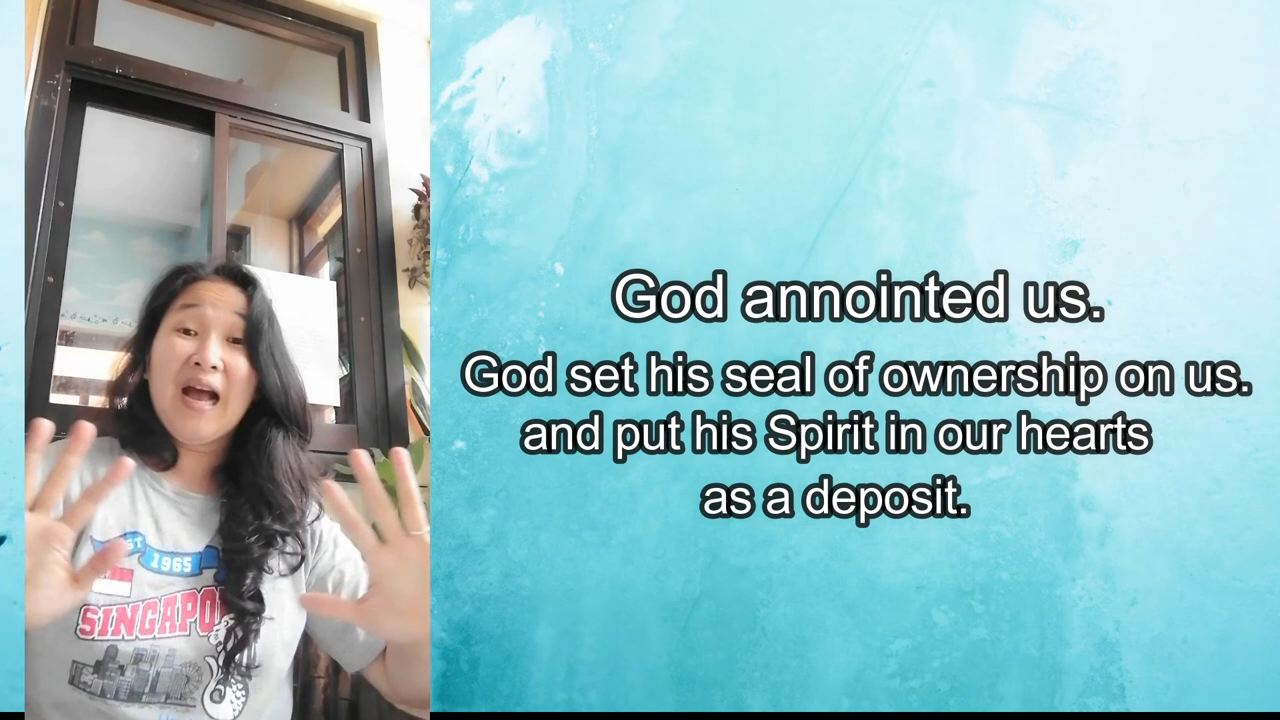 God annointed us.
God set his seal of ownership on us.
and put his Spirit in our hearts
as a deposit.
1965